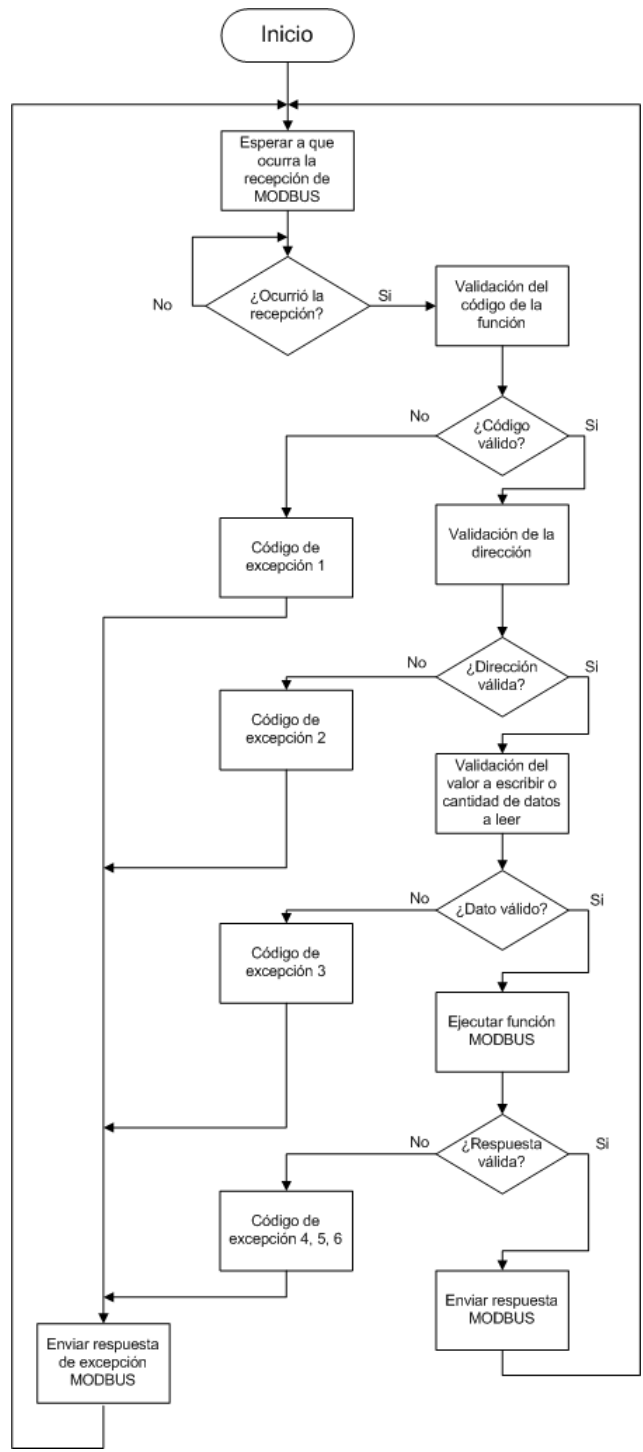 Inicio
Esperar a que
ocurra la
recepción de
MODBUS
¿Ocurrió la
recepción?
No
Si
Validación del
código de la
función
¿Código
válido?
No
Si
Código de
excepción 1
Validación de la
dirección
¿Dirección
válida?
No
Si
Código de
excepción 2
Validación del
valor a escribir o
cantidad de datos
a leer
¿Dato válido?
No
Si
Código de
excepción 3
Ejecutar función
MODBUS
¿Respuesta
válida?
No
Si
Código de
excepción 4, 5, 6
Enviar respuesta
MODBUS
Enviar respuesta
de excepción
MODBUS